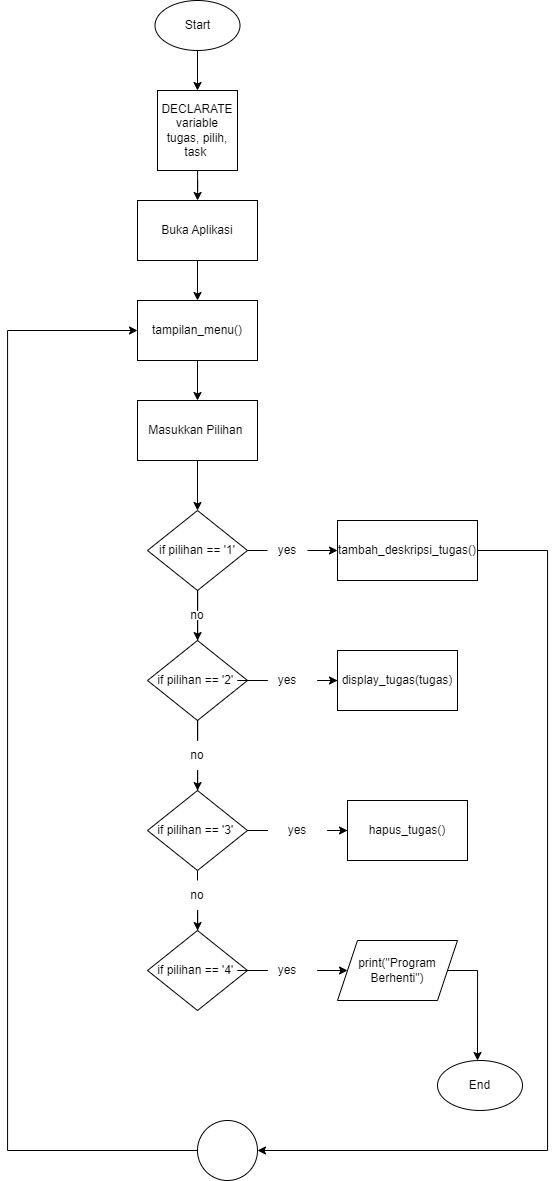 Start
DECLARATE
variable
tugas, pilih,
task
Buka Aplikasi
tampilan_menu()
Masukkan Pilihan
if pilihan == '1'
yes
tambah_deskripsi_tugas()
no
if pilihan == '2'
yes
display_tugas(tugas)
no
if pilihan == '3'
yes
hapus_tugas()
no
if pilihan == '4'
yes
print("Program
Berhenti")
End